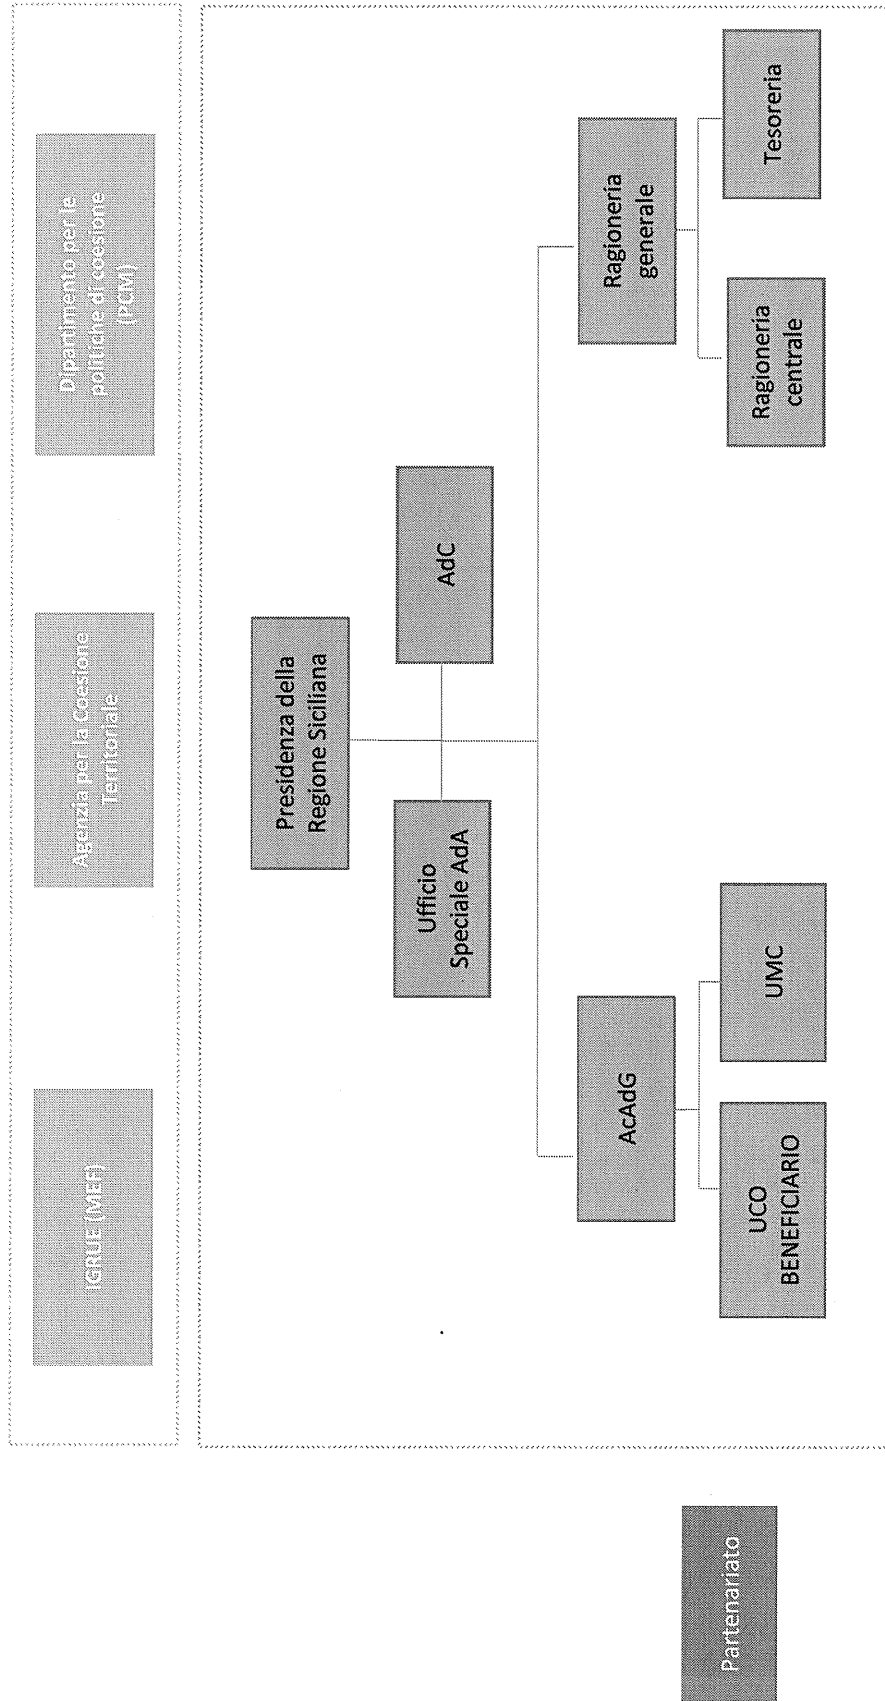 IGRUE (MEF)
Agenzia per la Coesione
Territoriale
Dipartimento per le
politiche di coesione
(PCM)
Presidenza della
Regione Siciliana
Ufficio
Speciale AdA
AdC
AcAdG
Ragioneria
generale
UCO
BENEFICIARIO
UMC
Ragioneria
centrale
Tesoreria
Partenariato